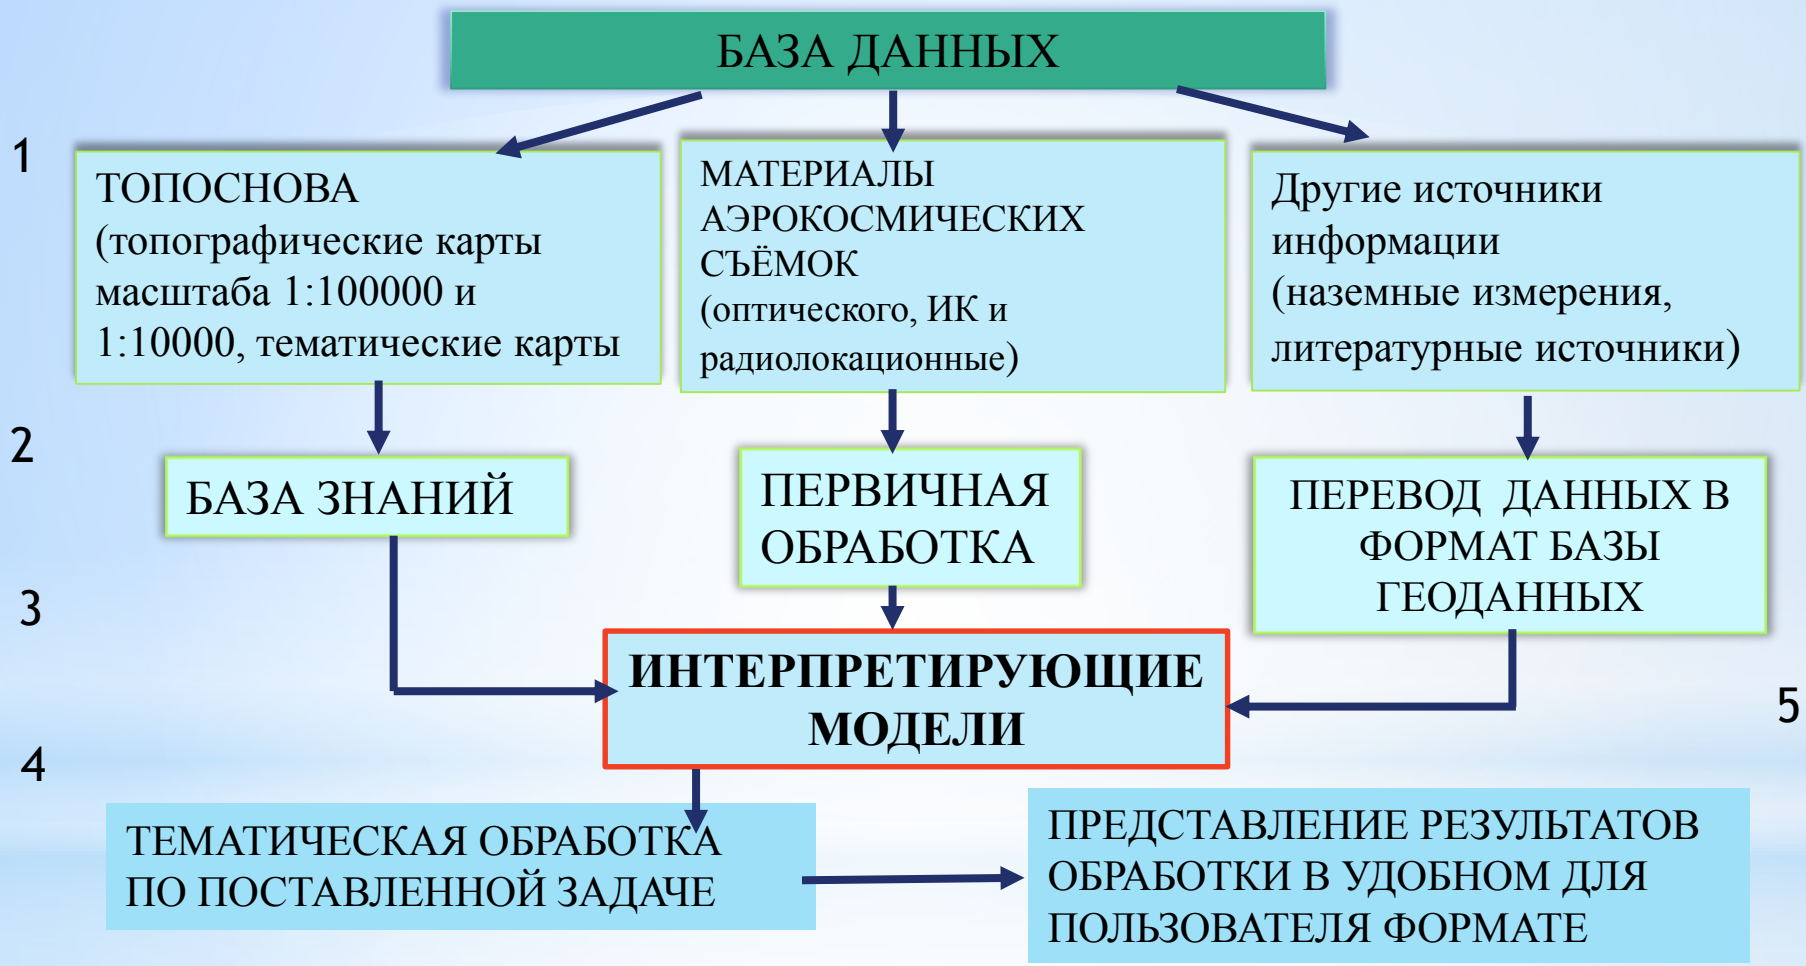 БАЗА ДАННЫХ
1
ТОПОСНОВА
(топографические карты
масштаба 1:100000 и
1:10000, тематические карты
МАТЕРИАЛЫ
АЭРОКОСМИЧЕСКИХ
СЪЁМОК
(оптического, ИК и
радиолокационные)
Другие источники
информации
(наземные измерения,
литературные источники)
2
БАЗА ЗНАНИЙ
ПЕРВИЧНАЯ
ОБРАБОТКА
ПЕРЕВОД ДАННЫХ В
ФОРМАТ БАЗЫ
ГЕОДАННЫХ
3
ИНТЕРПРЕТИРУЮЩИЕ
МОДЕЛИ
5
4
ТЕМАТИЧЕСКАЯ ОБРАБОТКА
ПО ПОСТАВЛЕННОЙ ЗАДАЧЕ
ПРЕДСТАВЛЕНИЕ РЕЗУЛЬТАТОВ
ОБРАБОТКИ В УДОБНОМ ДЛЯ
ПОЛЬЗОВАТЕЛЯ ФОРМАТЕ